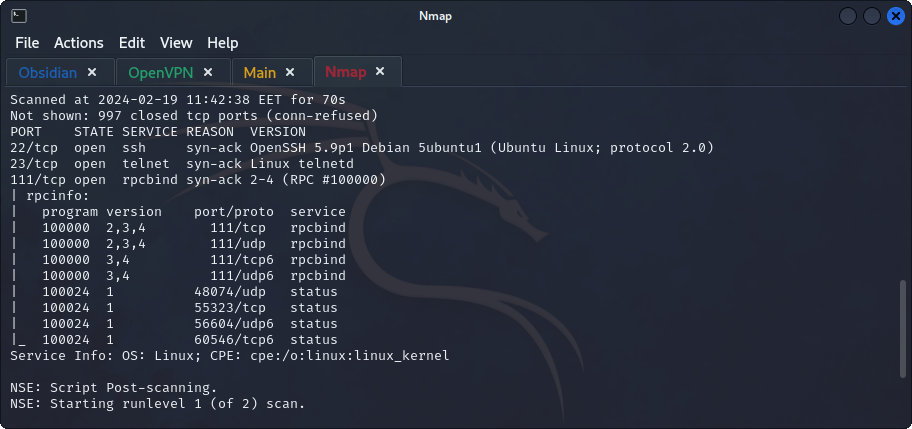 Nmap
File Actions Edit View Help
Obsidian × OpenVPN × Main × Nmap ×
Scanned at 2024-02-19 11:42:38 EET for 70s
Not shown: 997 closed tcp ports (conn-refused)
PORT    STATE SERVICE REASON  VERSION
22/tcp  open  ssh     syn-ack OpenSSH 5.9p1 Debian 5ubuntu1 (Ubuntu Linux; protocol 2.0)
23/tcp  open  telnet  syn-ack Linux telnetd
111/tcp open  rpcbind syn-ack 2-4 (RPC #100000)
| rpcinfo:
|   program version    port/proto  service
|   100000  2,3,4        111/tcp   rpcbind
|   100000  2,3,4        111/udp   rpcbind
|   100000  3,4          111/tcp6  rpcbind
|   100000  3,4          111/udp6  rpcbind
|   100024  1          48074/udp   status
|   100024  1          55323/tcp   status
|   100024  1          56604/udp6  status
|_  100024  1          60546/tcp6  status
Service Info: OS: Linux; CPE: cpe:/o:linux:linux_kernel
NSE: Script Post-scanning.
NSE: Starting runlevel 1 (of 2) scan.